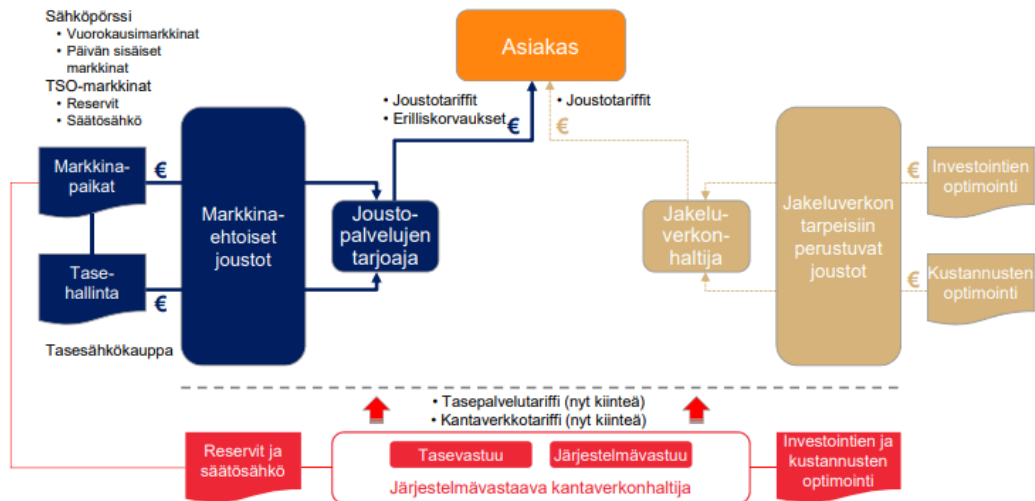 Sähköpörssi
• Vuorokausimarkkinat
• Päivän sisäiset
markkinat
TSO-markkinat
• Reservit
• Säätösähkö
Asiakas
• Joustotariffit
• Erilliskorvaukset
€
• Joustotariffit
€
Markkina-
paikat
€
Markkina-
ehtoiset
joustot
Jousto-
palvelujen
tarjoaja
Jakelu-
verkon-
haltija
Jakeluverkon
tarpeisiin
perustuvat
joustot
€
Investointien
optimointi
Tase-
hallinta
€
€
Kustannusten
optimointi
Tasesähkökauppa
• Tasepalvelutariffi (nyt kiinteä)
• Kantaverkkotariffi (nyt kiinteä)
Reservit ja
säätösähkö
Tasevastuu
Järjestelmävastuu
Järjestelmävastaava kantaverkonhaltija
Investointien ja
kustannusten
optimointi